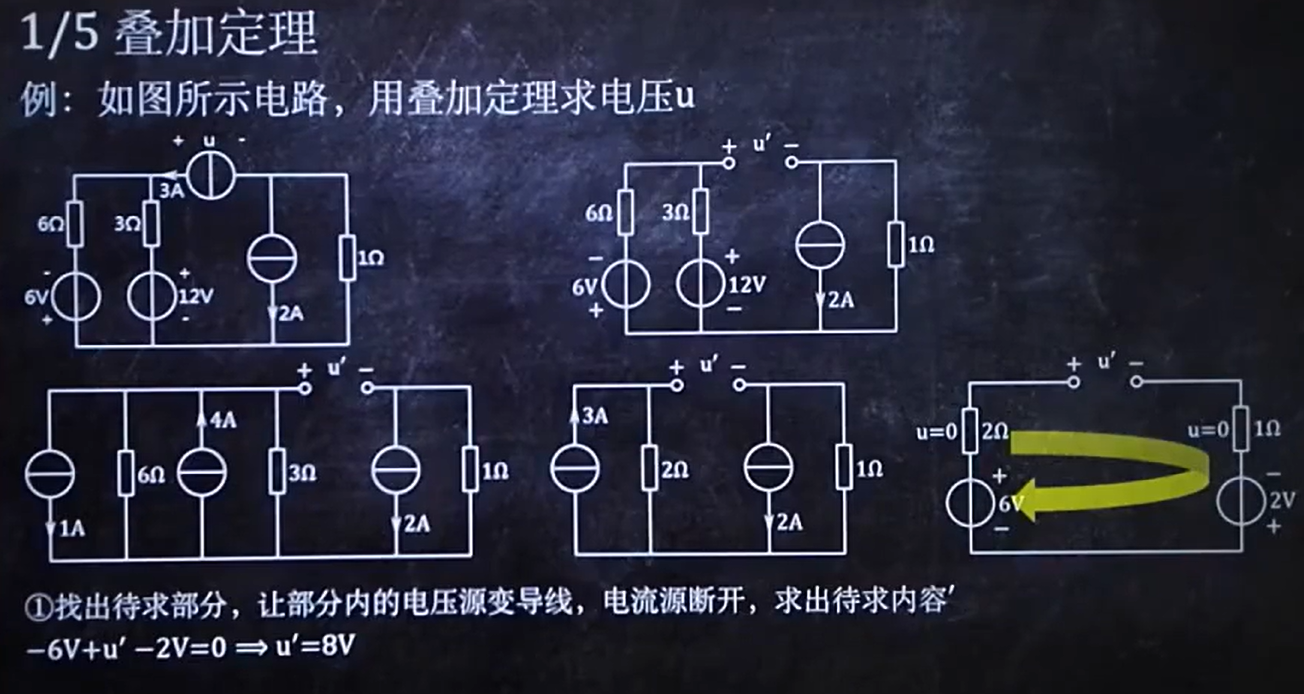 1/5 叠加定理
例：如图所示电路，用叠加定理求电压u
+ u -
3A
6Ω
3Ω
1Ω
-
6V
+
+
12V
-
2A
+ u′ −
6Ω
3Ω
1Ω
−
6V
+
+
12V
−
2A
+ u′ −
4A
6Ω
3Ω
1Ω
1A
2A
+ u′ −
3A
2Ω
1Ω
2A
+ u′ −
u=0
2Ω
u=0
1Ω
+
6V
−
−
2V
+
①找出待求部分，让部分内的电压源变导线，电流源断开，求出待求内容′
−6V+u′ −2V=0 ⟹ u′=8V